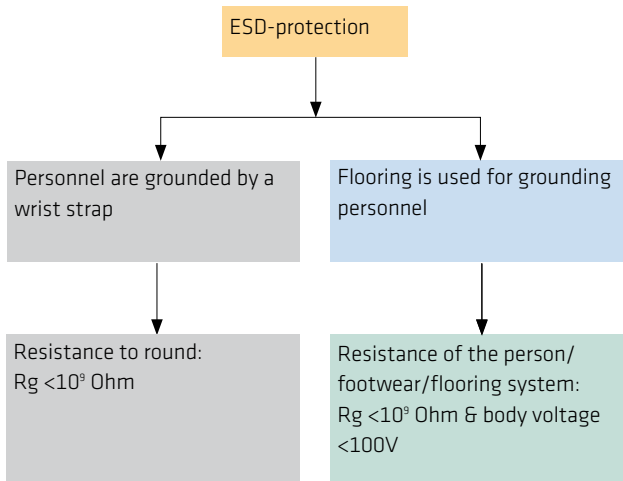 ESD-protection
Personnel are grounded by a
wrist strap
Flooring is used for grounding
personnel
Resistance to round:
Rg <10⁹ Ohm
Resistance of the person/
footwear/flooring system:
Rg <10⁹ Ohm & body voltage
<100V